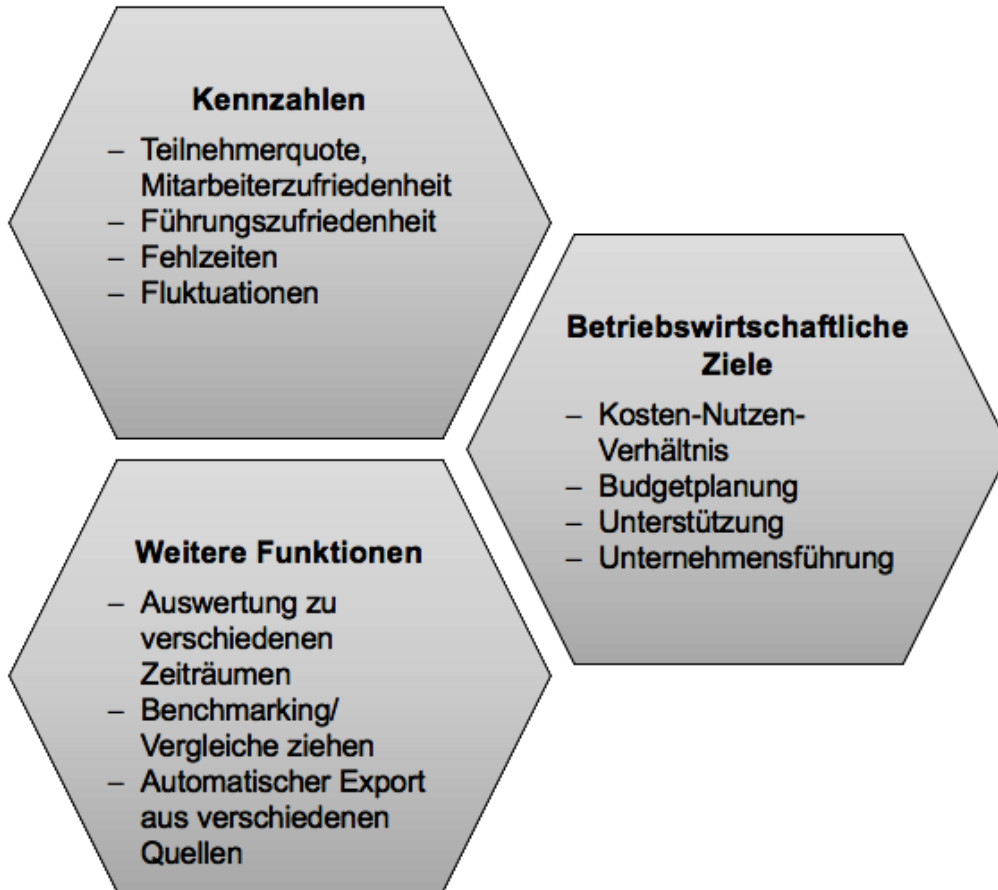 Kennzahlen
– Teilnehmerquote,
Mitarbeiterzufriedenheit
– Führungszufriedenheit
– Fehlzeiten
– Fluktuationen
Betriebswirtschaftliche
Ziele
– Kosten-Nutzen-
Verhältnis
– Budgetplanung
– Unterstützung
– Unternehmensführung
Weitere Funktionen
– Auswertung zu
verschiedenen
Zeiträumen
– Benchmarking/
Vergleiche ziehen
– Automatischer Export
aus verschiedenen
Quellen